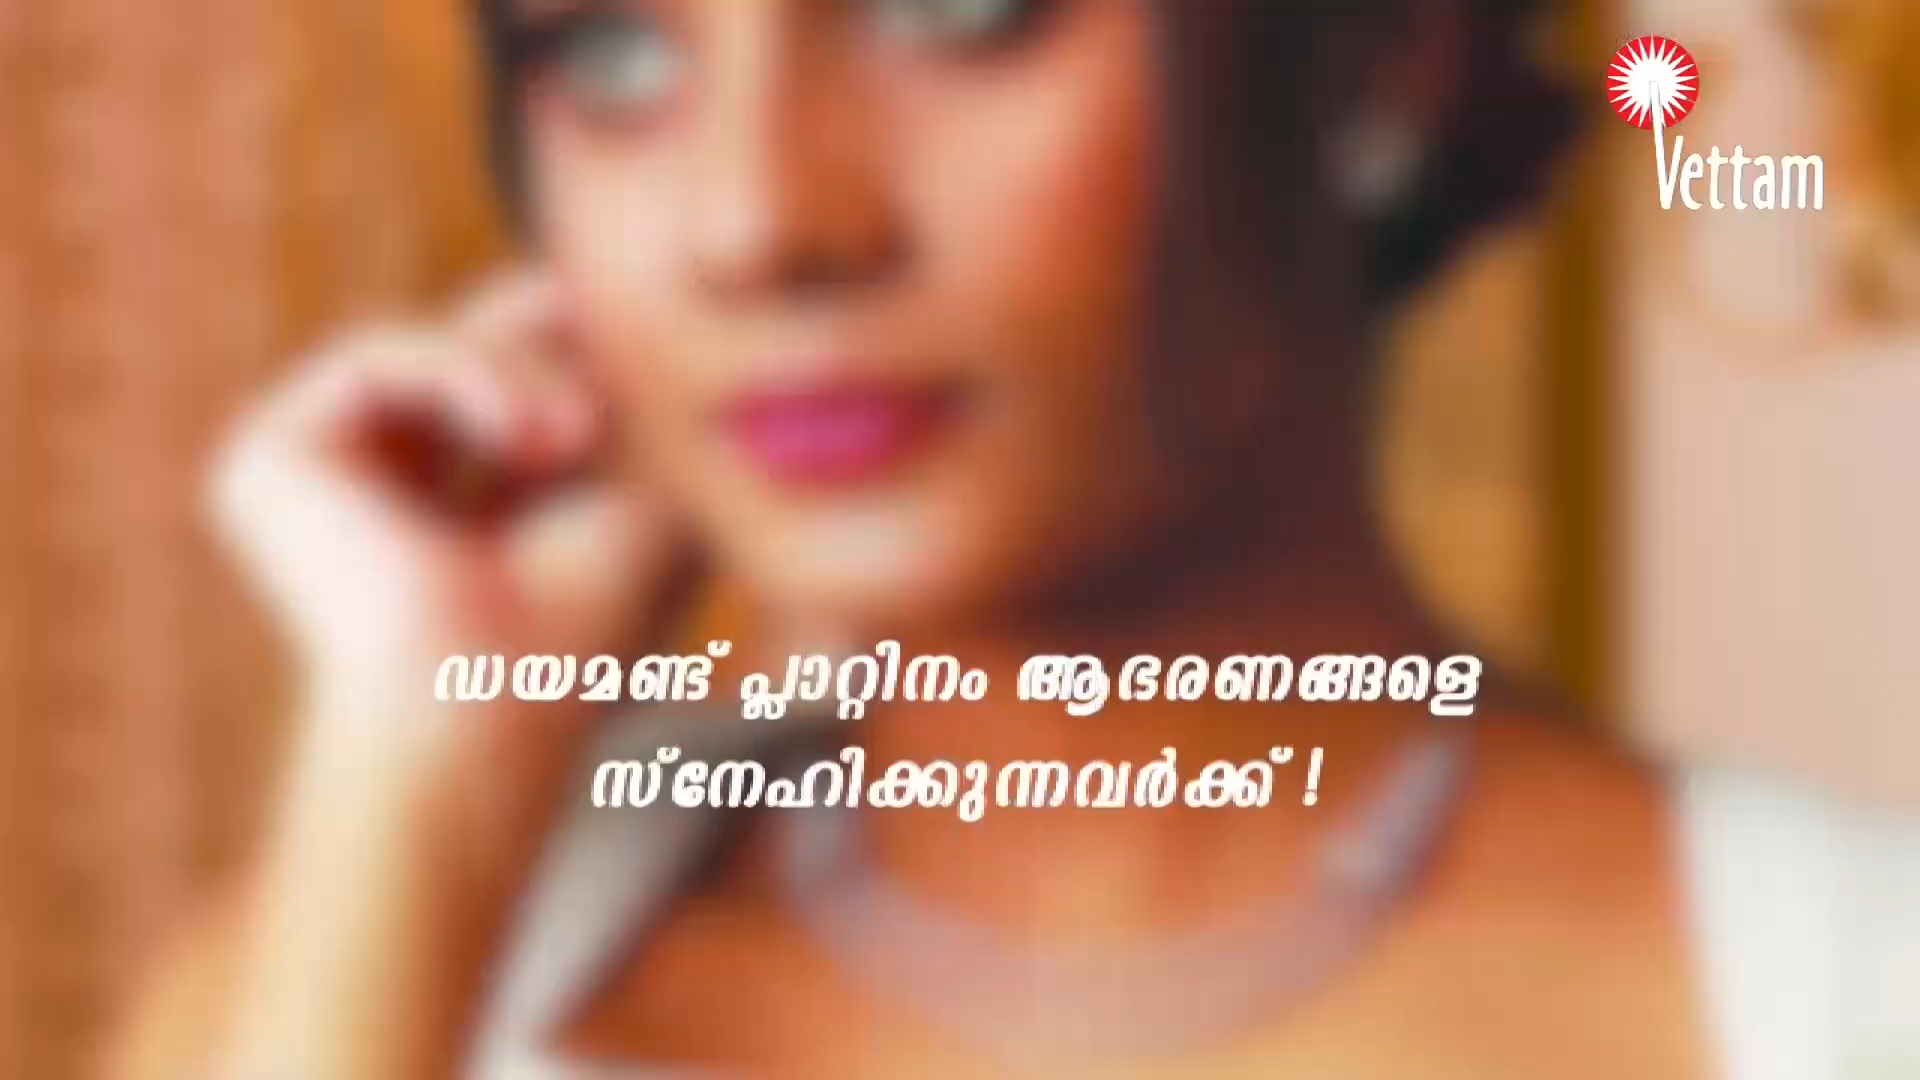 Vettam
ഡയമണ്ട് പ്ലാറ്റിനം ആഭരണങ്ങളെ
സ്നേഹിക്കുന്നവർക്ക് !